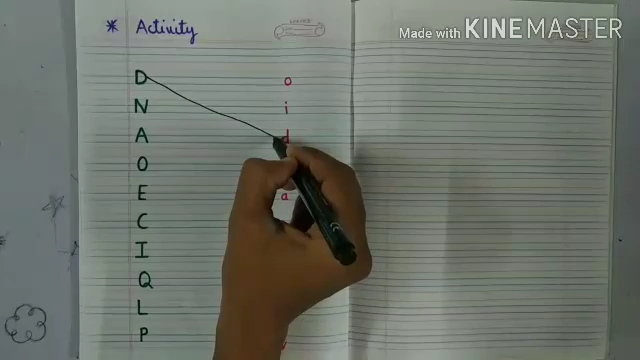 Made with KINEMASTER
* Activity
D o
N i
A d
O
E a
C
I
Q
L
P